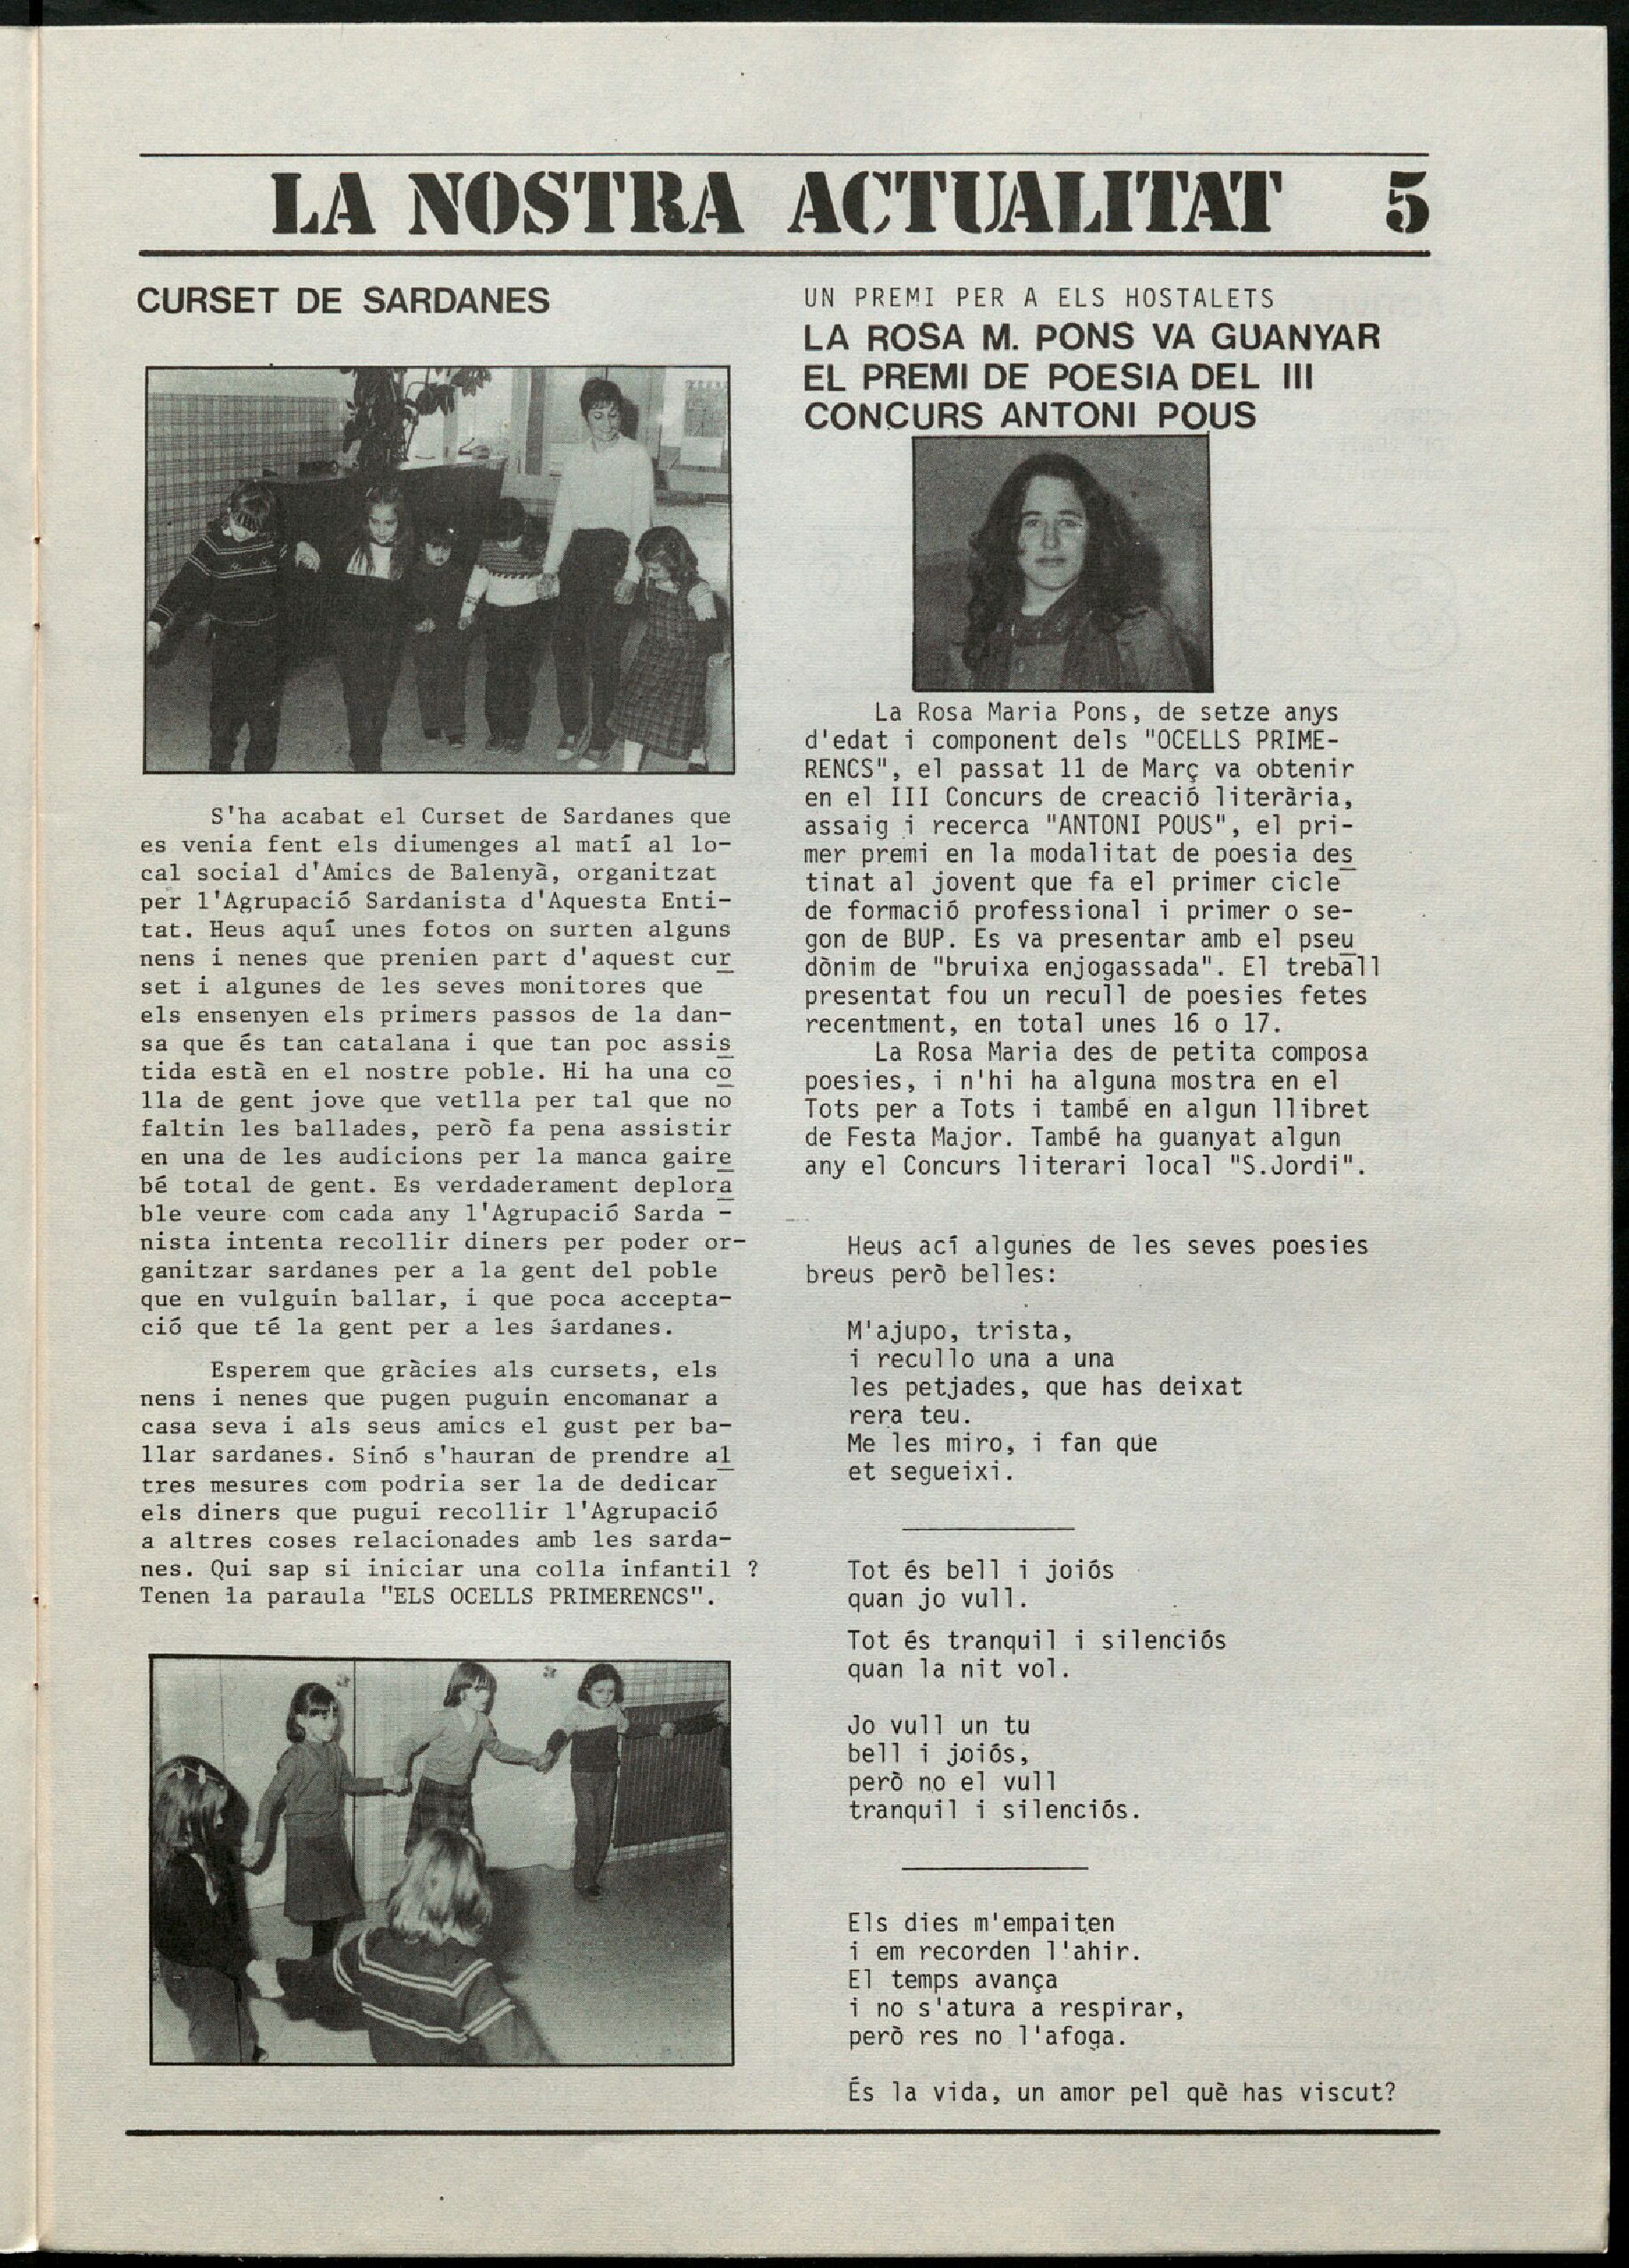 LA NOSTRA ACTUALITAT 5
CURSET DE SARDANES
S'ha acabat el Curset de Sardanes que
es venia fent els diumenges al matí al lo-
cal social d'Amics de Balenyà, organitzat
per l'Agrupació Sardanista d'Aquesta Enti-
tat. Heus aquí unes fotos on surten alguns
nens i nenes que prenien part d'aquest cur
set i algunes de les seves monitores que
els ensenyen els primers passos de la dan-
sa que és tan catalana i que tan poc assis
tida està en el nostre poble. Hi ha una co
lla de gent jove que vetlla per tal que no
faltin les ballades, però fa pena assistir
en una de les audicions per la manca gaire
bé total de gent. Es verdaderament deplora
ble veure com cada any l'Agrupació Sarda -
nista intenta recollir diners per poder or-
ganitzar sardanes per a la gent del poble
que en vulguin ballar, i que poca accepta-
ció que té la gent per a les sardanes.
Esperem que gràcies als cursets, els
nens i nenes que pugen puguin encomanar a
casa seva i als seus amics el gust per ba-
llar sardanes. Sinó s'hauran de prendre al
tres mesures com podria ser la de dedicar
els diners que pugui recollir l'Agrupació
a altres coses relacionades amb les sarda-
nes. Qui sap si iniciar una colla infantil ?
Tenen la paraula "ELS OCELLS PRIMERENCS".
UN PREMI PER A ELS HOSTALETS
LA ROSA M. PONS VA GUANYAR
EL PREMI DE POESIA DEL III
CONCURS ANTONI POUS
La Rosa Maria Pons, de setze anys
d'edat i component dels "OCELLS PRIME-
RENCS", el passat 11 de Març va obtenir
en el III Concurs de creació literària,
assaig i recerca "ANTONI POUS", el pri-
mer premi en la modalitat de poesia des
tinat al jovent que fa el primer cicle
de formació professional i primer o se-
gon de BUP. Es va presentar amb el pseu
dònim de "bruixa enjogassada". El treball
presentat fou un recull de poesies fetes
recentment, en total unes 16 o 17.
La Rosa Maria des de petita composa
poesies, i n'hi ha alguna mostra en el
Tots per a Tots i també en algun llibret
de Festa Major. També ha guanyat algun
any el Concurs literari local "S.Jordi".
Heus ací algunes de les seves poesies
breus però belles:
M'ajupo, trista,
i recullo una a una
les petjades, que has deixat
rera teu.
Me les miro, i fan que
et segueixi.
Tot és bell i joiós
quan jo vull.
Tot és tranquil i silenciós
quan la nit vol.
Jo vull un tu
bell i joiós,
però no el vull
tranquil i silenciós.
Els dies m'empaiten
i em recorden l'ahir.
El temps avança
i no s'atura a respirar,
però res no l'afoga.
És la vida, un amor pel què has viscut?